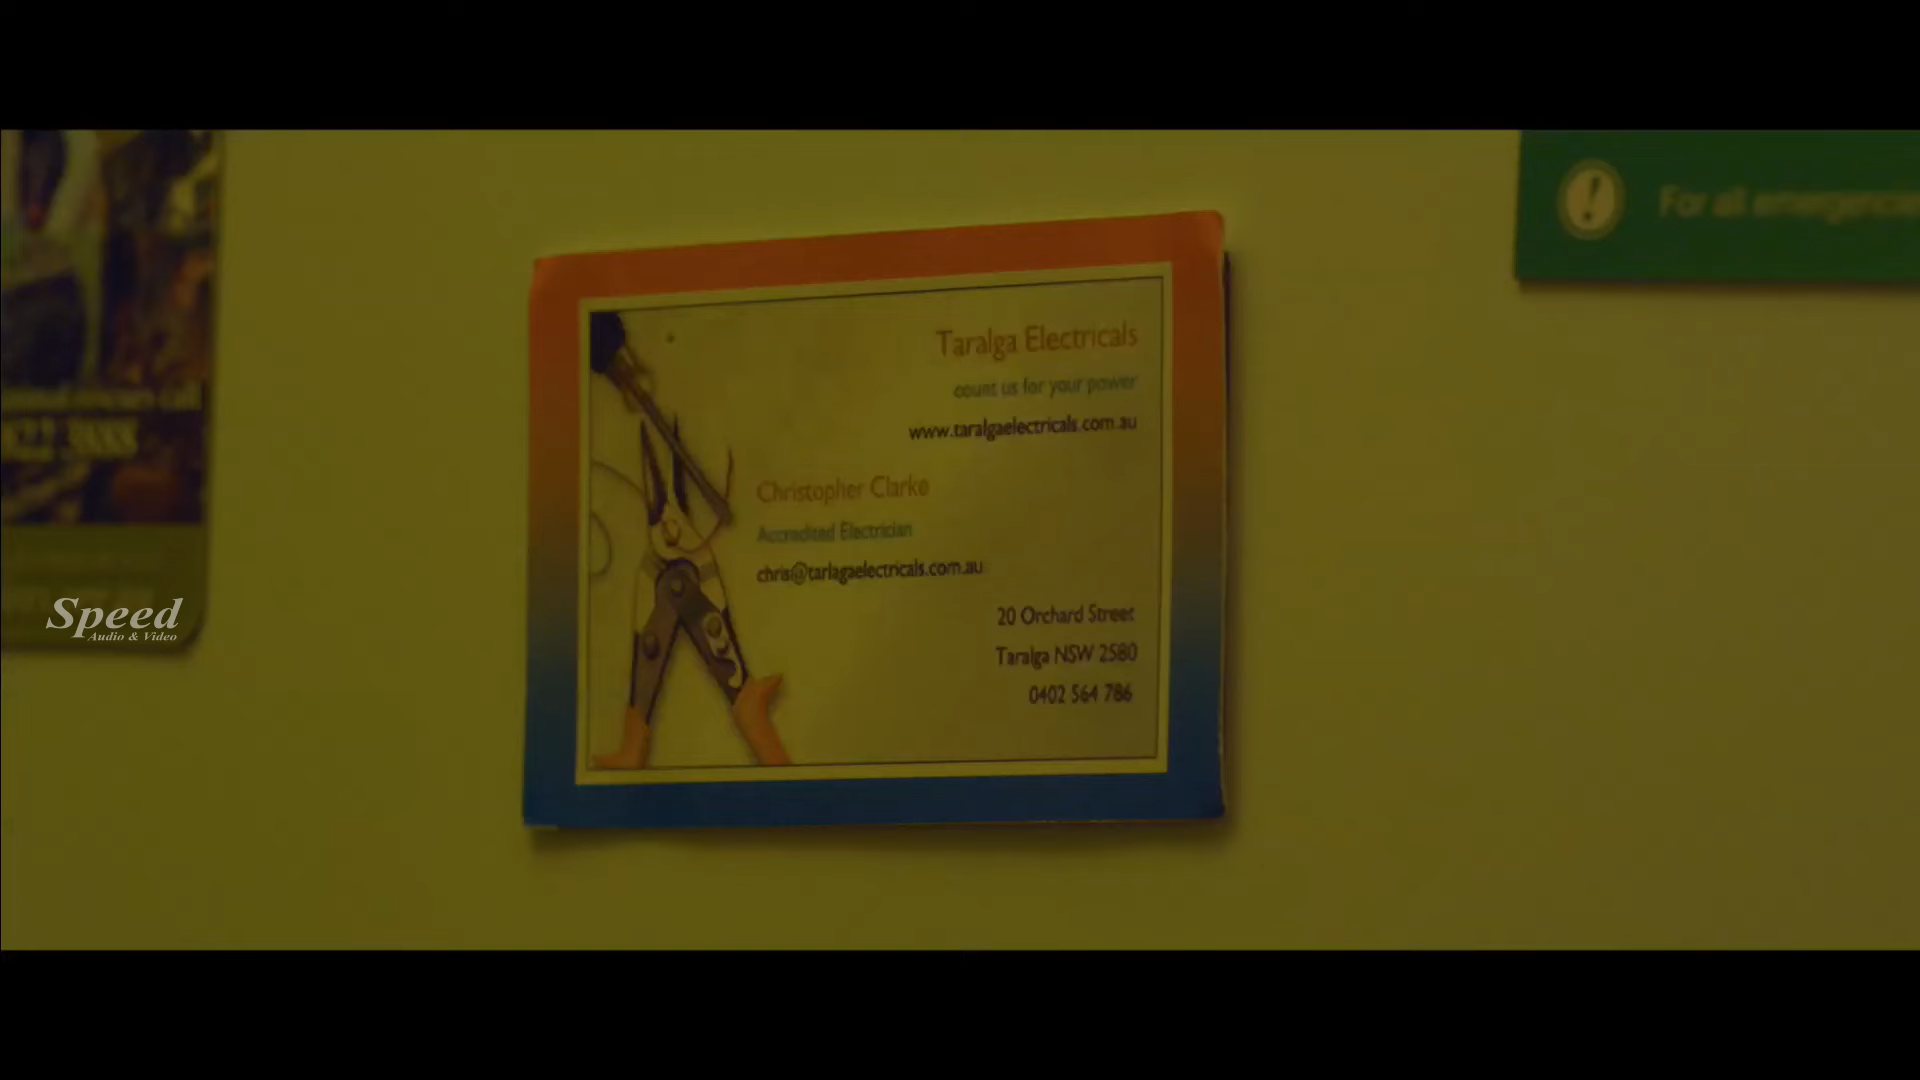 For all emergencies
Taralga Electricals
count us for your power
www.taralgaelectricals.com.au
Christopher Clarke
Accredited Electrician
chris@tarlagaelectricals.com.au
20 Orchard Street
Taralga NSW 2580
0402 564 786
Speed
Audio & Video